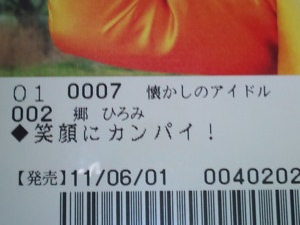 01 0007 懐かしのアイドル
002 郷 ひろみ
◆笑顔にカンパイ！
【発売】11/06/01 0040202